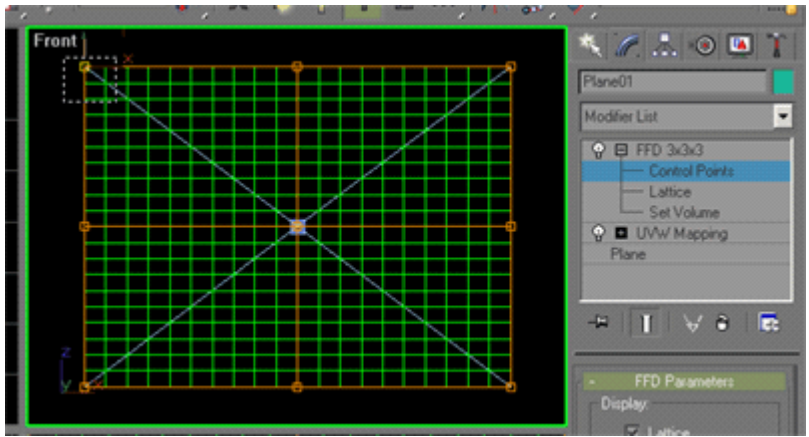 Front
x
z
y
x
Plane01
Modifier List
FFD 3x3x3
Control Points
Lattice
Set Volume
UVW Mapping
Plane
- FFD Parameters
Display:
Lattice